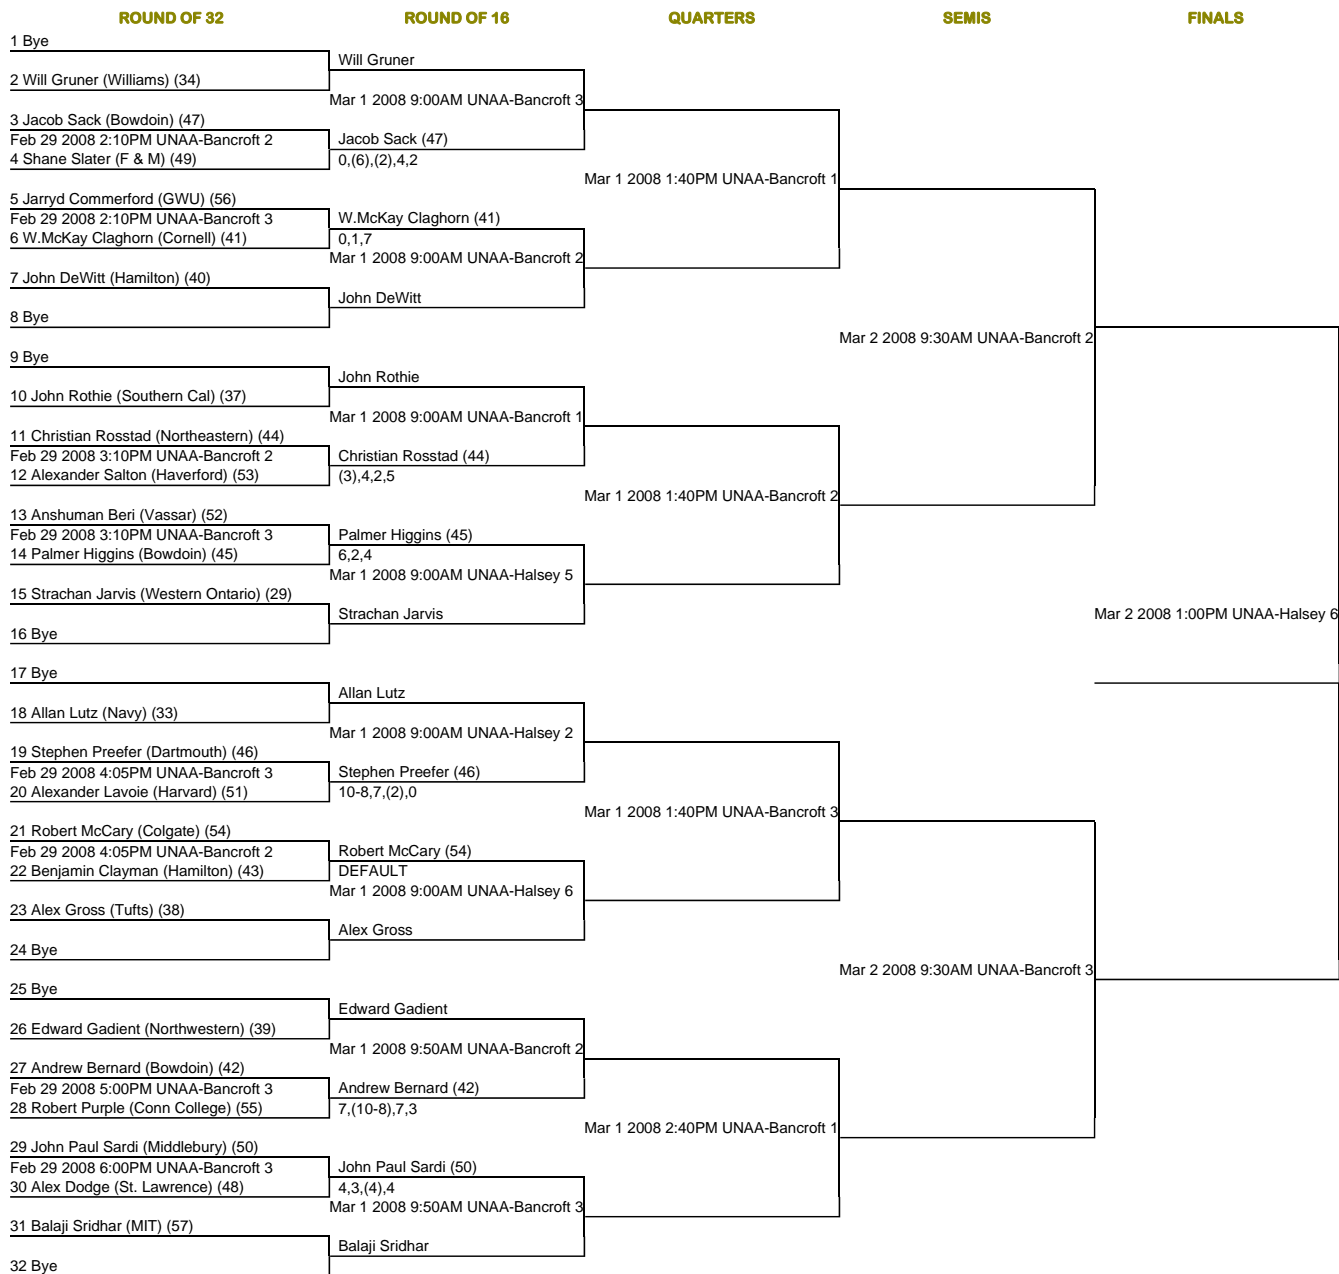 ROUND OF 32
ROUND OF 16
QUARTERS
SEMIS
FINALS
1 Bye
Will Gruner
2 Will Gruner (Williams) (34)
Mar 1 2008 9:00AM UNAA-Bancroft 3
3 Jacob Sack (Bowdoin) (47)
Feb 29 2008 2:10PM UNAA-Bancroft 2
Jacob Sack (47)
4 Shane Slater (F & M) (49)
0,(6),(2),4,2
Mar 1 2008 1:40PM UNAA-Bancroft 1
5 Jarryd Commerford (GWU) (56)
Feb 29 2008 2:10PM UNAA-Bancroft 3
W.McKay Claghorn (41)
6 W.McKay Claghorn (Cornell) (41)
0,1,7
Mar 1 2008 9:00AM UNAA-Bancroft 2
7 John DeWitt (Hamilton) (40)
John DeWitt
8 Bye
Mar 2 2008 9:30AM UNAA-Bancroft 2
9 Bye
John Rothie
10 John Rothie (Southern Cal) (37)
Mar 1 2008 9:00AM UNAA-Bancroft 1
11 Christian Rosstad (Northeastern) (44)
Feb 29 2008 3:10PM UNAA-Bancroft 2
Christian Rosstad (44)
12 Alexander Salton (Haverford) (53)
(3),4,2,5
Mar 1 2008 1:40PM UNAA-Bancroft 2
13 Anshuman Beri (Vassar) (52)
Feb 29 2008 3:10PM UNAA-Bancroft 3
Palmer Higgins (45)
14 Palmer Higgins (Bowdoin) (45)
6,2,4
Mar 1 2008 9:00AM UNAA-Halsey 5
15 Strachan Jarvis (Western Ontario) (29)
Strachan Jarvis
Mar 2 2008 1:00PM UNAA-Halsey 6
16 Bye
17 Bye
Allan Lutz
18 Allan Lutz (Navy) (33)
Mar 1 2008 9:00AM UNAA-Halsey 2
19 Stephen Preefer (Dartmouth) (46)
Feb 29 2008 4:05PM UNAA-Bancroft 3
Stephen Preefer (46)
20 Alexander Lavoie (Harvard) (51)
10-8,7,(2),0
Mar 1 2008 1:40PM UNAA-Bancroft 3
21 Robert McCary (Colgate) (54)
Feb 29 2008 4:05PM UNAA-Bancroft 2
Robert McCary (54)
22 Benjamin Clayman (Hamilton) (43)
DEFAULT
Mar 1 2008 9:00AM UNAA-Halsey 6
23 Alex Gross (Tufts) (38)
Alex Gross
24 Bye
Mar 2 2008 9:30AM UNAA-Bancroft 3
25 Bye
Edward Gadient
26 Edward Gadient (Northwestern) (39)
Mar 1 2008 9:50AM UNAA-Bancroft 2
27 Andrew Bernard (Bowdoin) (42)
Feb 29 2008 5:00PM UNAA-Bancroft 3
Andrew Bernard (42)
28 Robert Purple (Conn College) (55)
7,(10-8),7,3
Mar 1 2008 2:40PM UNAA-Bancroft 1
29 John Paul Sardi (Middlebury) (50)
Feb 29 2008 6:00PM UNAA-Bancroft 3
John Paul Sardi (50)
30 Alex Dodge (St. Lawrence) (48)
4,3,(4),4
Mar 1 2008 9:50AM UNAA-Bancroft 3
31 Balaji Sridhar (MIT) (57)
Balaji Sridhar
32 Bye